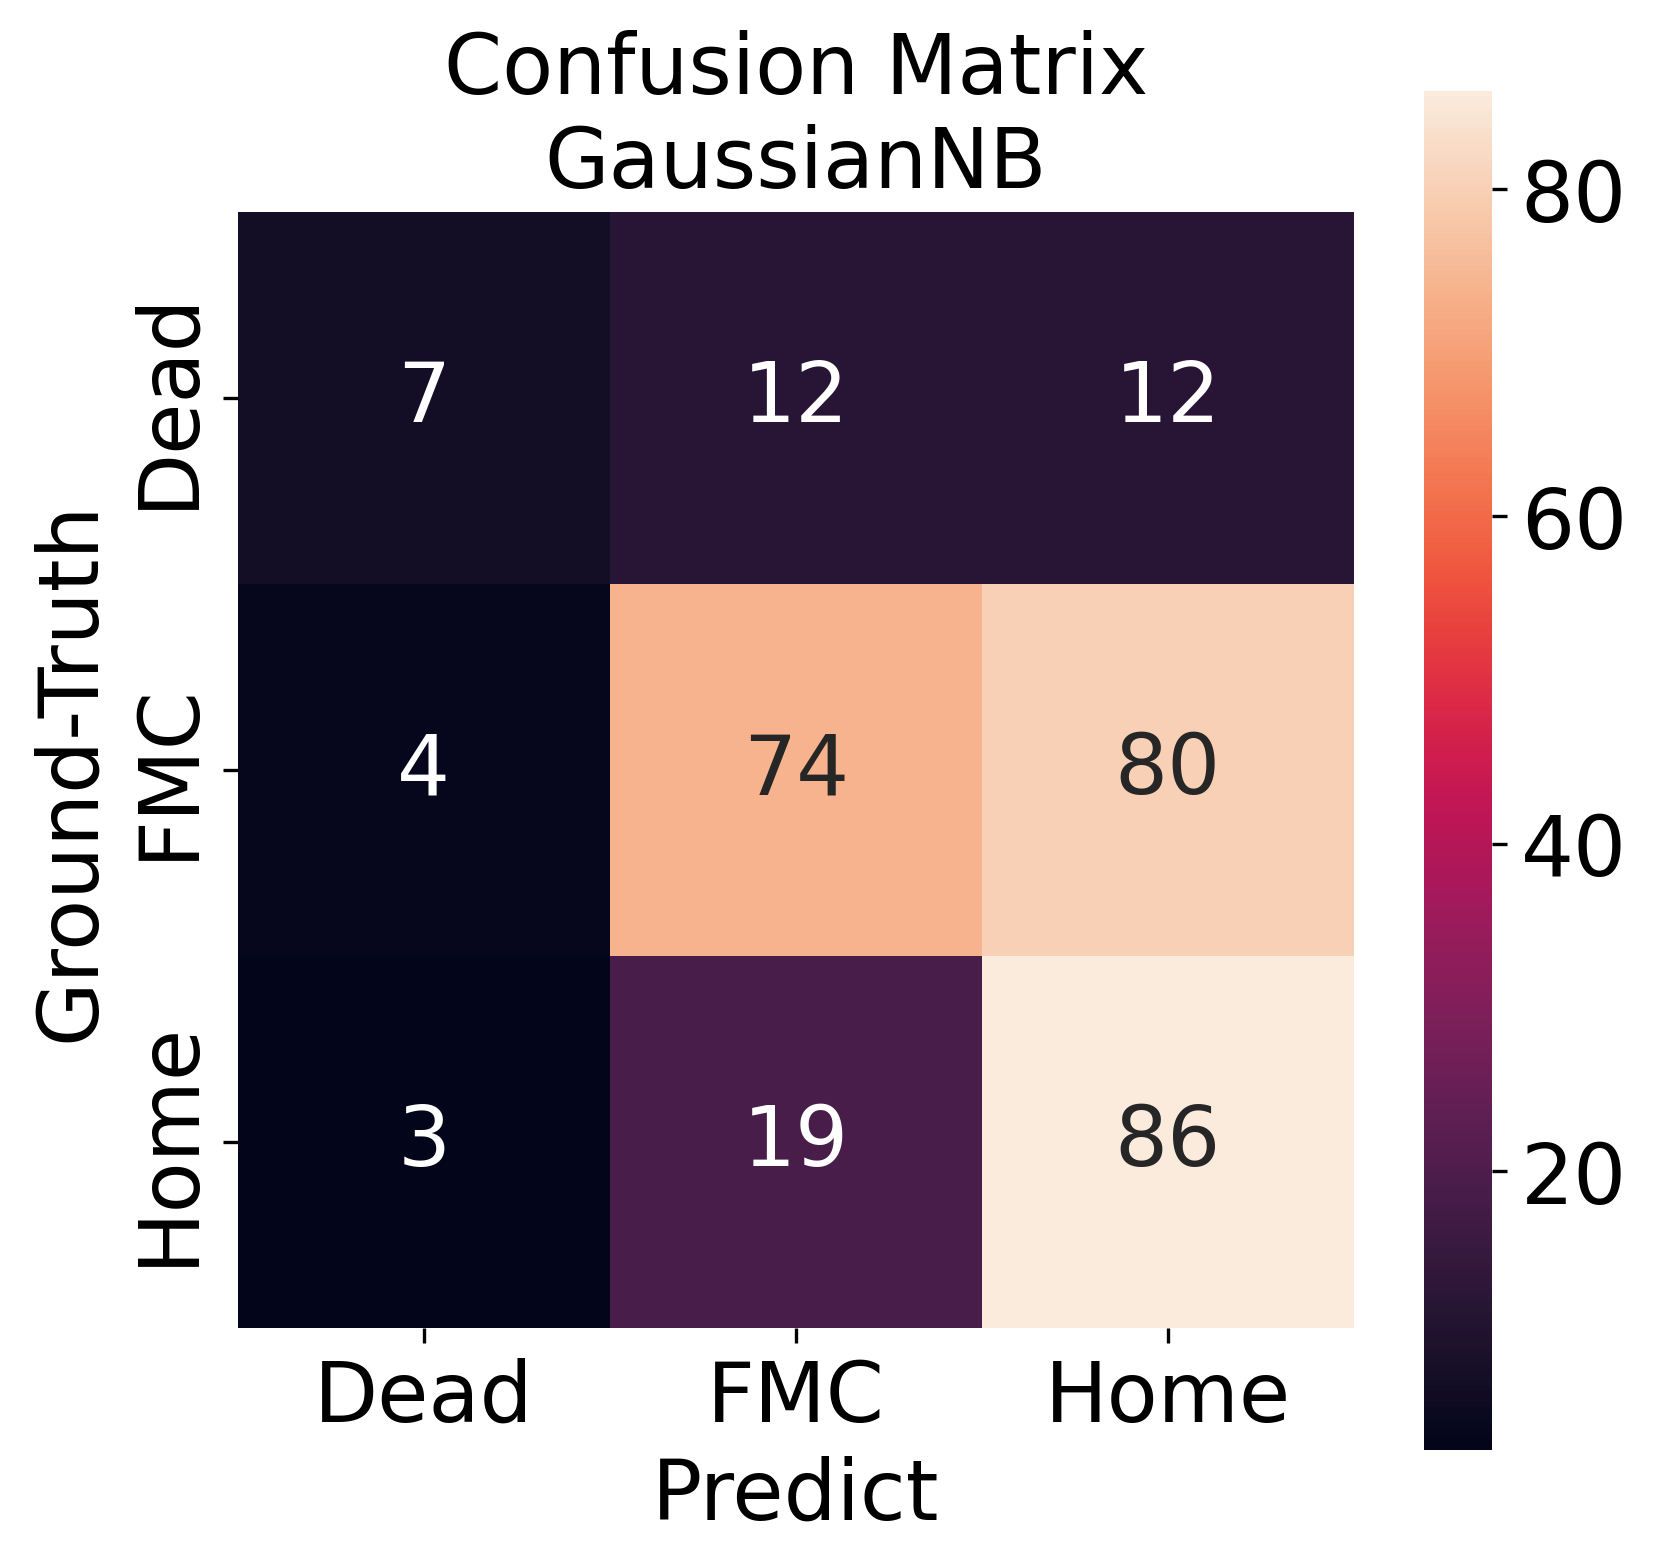 Confusion Matrix
GaussianNB
Ground-Truth
Dead
7 12 12
FMC
4 74 80
Home
3 19 86
Dead FMC Home
Predict
80
60
40
20